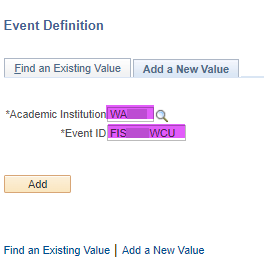 Event Definition
Find an Existing Value
Add a New Value
*Academic Institution WA
*Event ID FIS WCU
Add
Find an Existing Value | Add a New Value